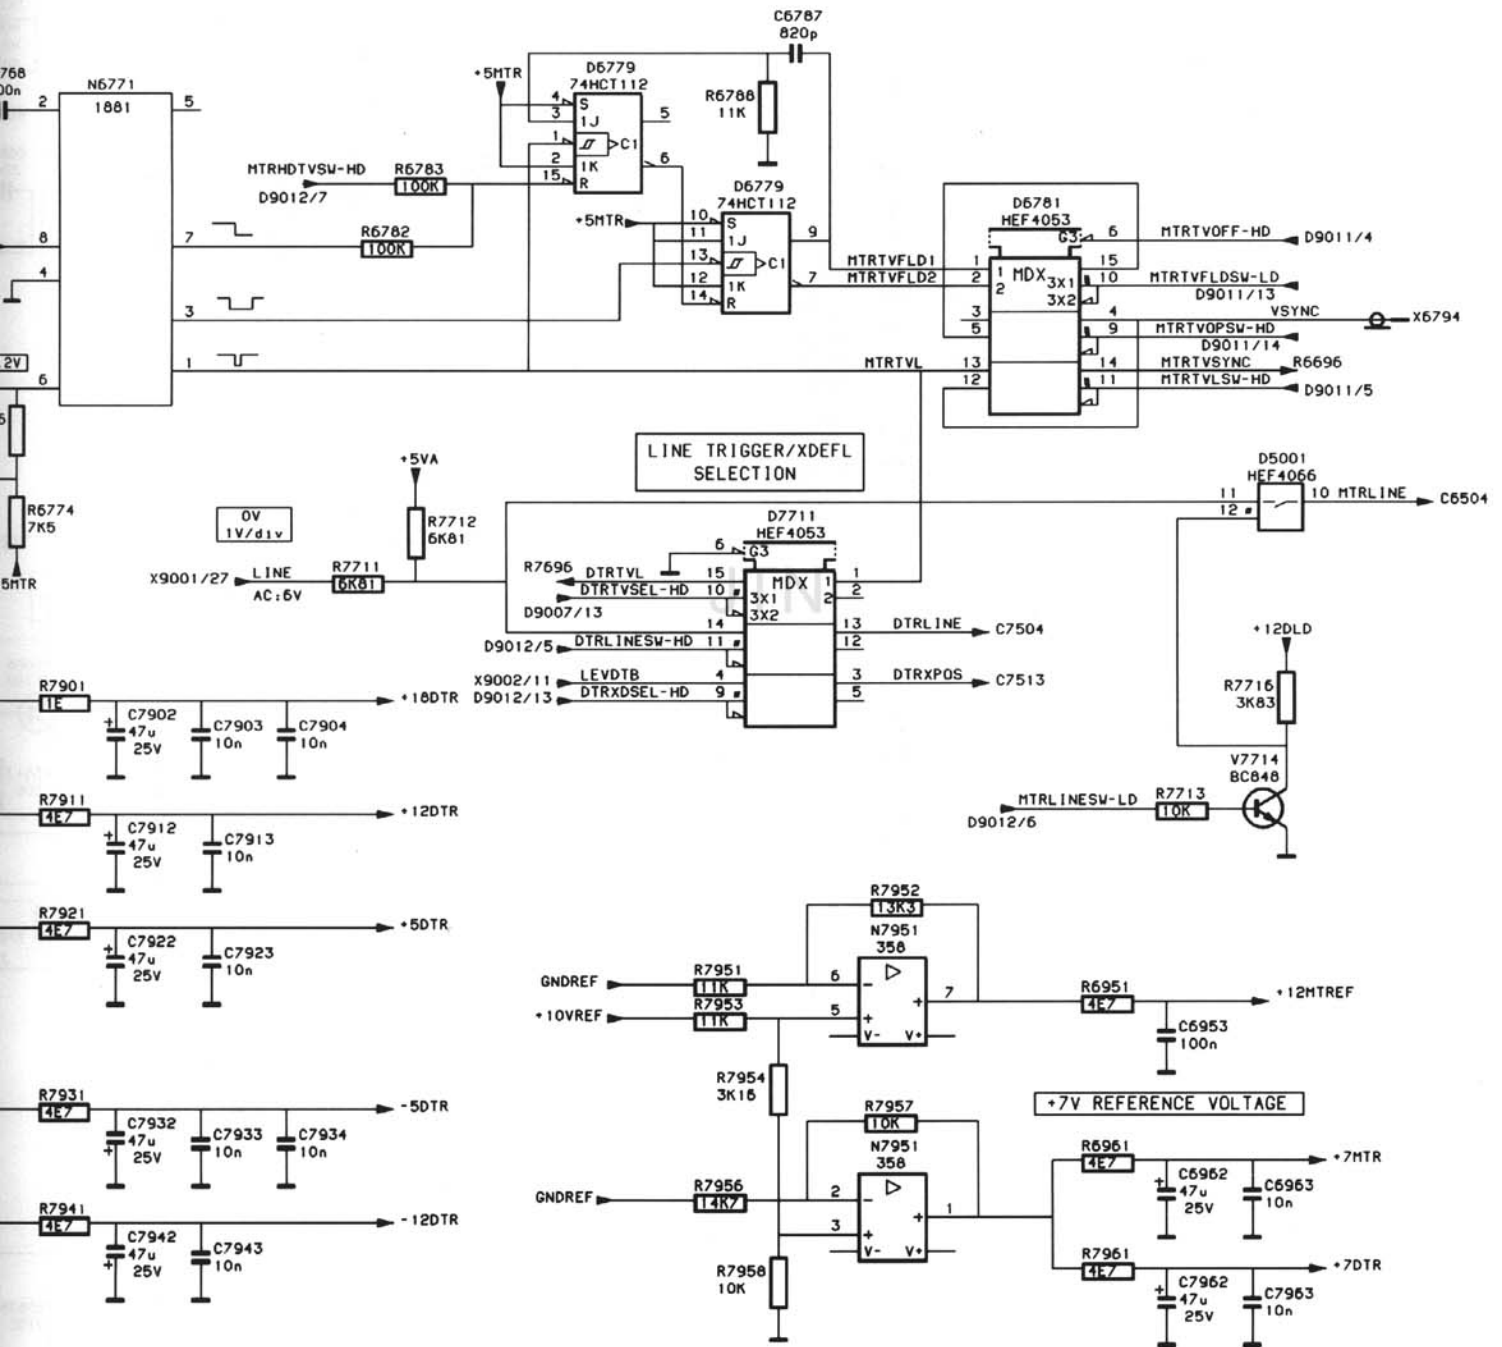 C6787
820p
768
00n
N6771
1881
2
5
8
7
4
3
1
6
+5MTR
D6779
74HCT112
4 S
3 1J
1 C1
2 1K
15 R
5
6
R6788
11K
MTRHDTVSW-HD
D9012/7
R6783
100K
R6782
100K
+5MTR
D6779
74HCT112
10 S
11 1J
13 C1
12 1K
14 R
9
7
MTRTVFLD1
MTRTVFLD2
MTRTVL
D6781
HEF4053
G3
6 MTRTVOFF-HD D9011/4
1 1 MDX 15
2 2 3X1 10 MTRTVFLDSW-LD
3X2 D9011/13
3 4 VSYNC X6794
5 9 MTRTVOPSW-HD
D9011/14
13 14 MTRTVSYNC R6696
12 11 MTRTVLSW-HD D9011/5
.2V
R6774
7K5
5MTR
LINE TRIGGER/XDEFL
SELECTION
+5VA
0V
1V/div
R7712
6K81
X9001/27 LINE
AC:6V
R7711
6K81
D7711
HEF4053
6 G3
R7696 DTRTVL 15 MDX 1 1
DTRTVSEL-HD 10 3X1 2 2
D9007/13 3X2
14 13 DTRLINE C7504
D9012/5 DTRLINESW-HD 11 12
X9002/11 LEVDTB 4 3 DTRXPOS C7513
D9012/13 DTRXDSEL-HD 9 5
D5001
HEF4066
11 10 MTRLINE C6504
12
+12DLD
R7716
3K83
V7714
BC848
MTRLINESW-LD
D9012/6
R7713
10K
R7901
1E
+18DTR
C7902
47u
25V
C7903
10n
C7904
10n
R7911
4E7
+12DTR
C7912
47u
25V
C7913
10n
R7921
4E7
+5DTR
C7922
47u
25V
C7923
10n
R7931
4E7
-5DTR
C7932
47u
25V
C7933
10n
C7934
10n
R7941
4E7
-12DTR
C7942
47u
25V
C7943
10n
R7952
13K3
N7951
358
GNDREF
R7951
11K
6 -
+10VREF
R7953
11K
5 +
+ 7
V- V+
R6951
4E7
+12MTREF
C6953
100n
R7954
3K16
+7V REFERENCE VOLTAGE
R7957
10K
N7951
358
GNDREF
R7956
14K7
2 -
3 +
+ 1
V- V+
R7958
10K
R6961
4E7
+7MTR
C6962
47u
25V
C6963
10n
R7961
4E7
+7DTR
C7962
47u
25V
C7963
10n